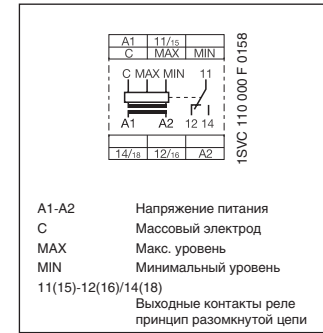 A1 11/15
C MAX MIN
C MAX MIN 11
A1 A2 12 14
14/18 12/16 A2
1SVC 110 000 F 0158
A1-A2 Напряжение питания
C Массовый электрод
MAX Макс. уровень
MIN Минимальный уровень
11(15)-12(16)/14(18)
Выходные контакты реле
принцип разомкнутой цепи